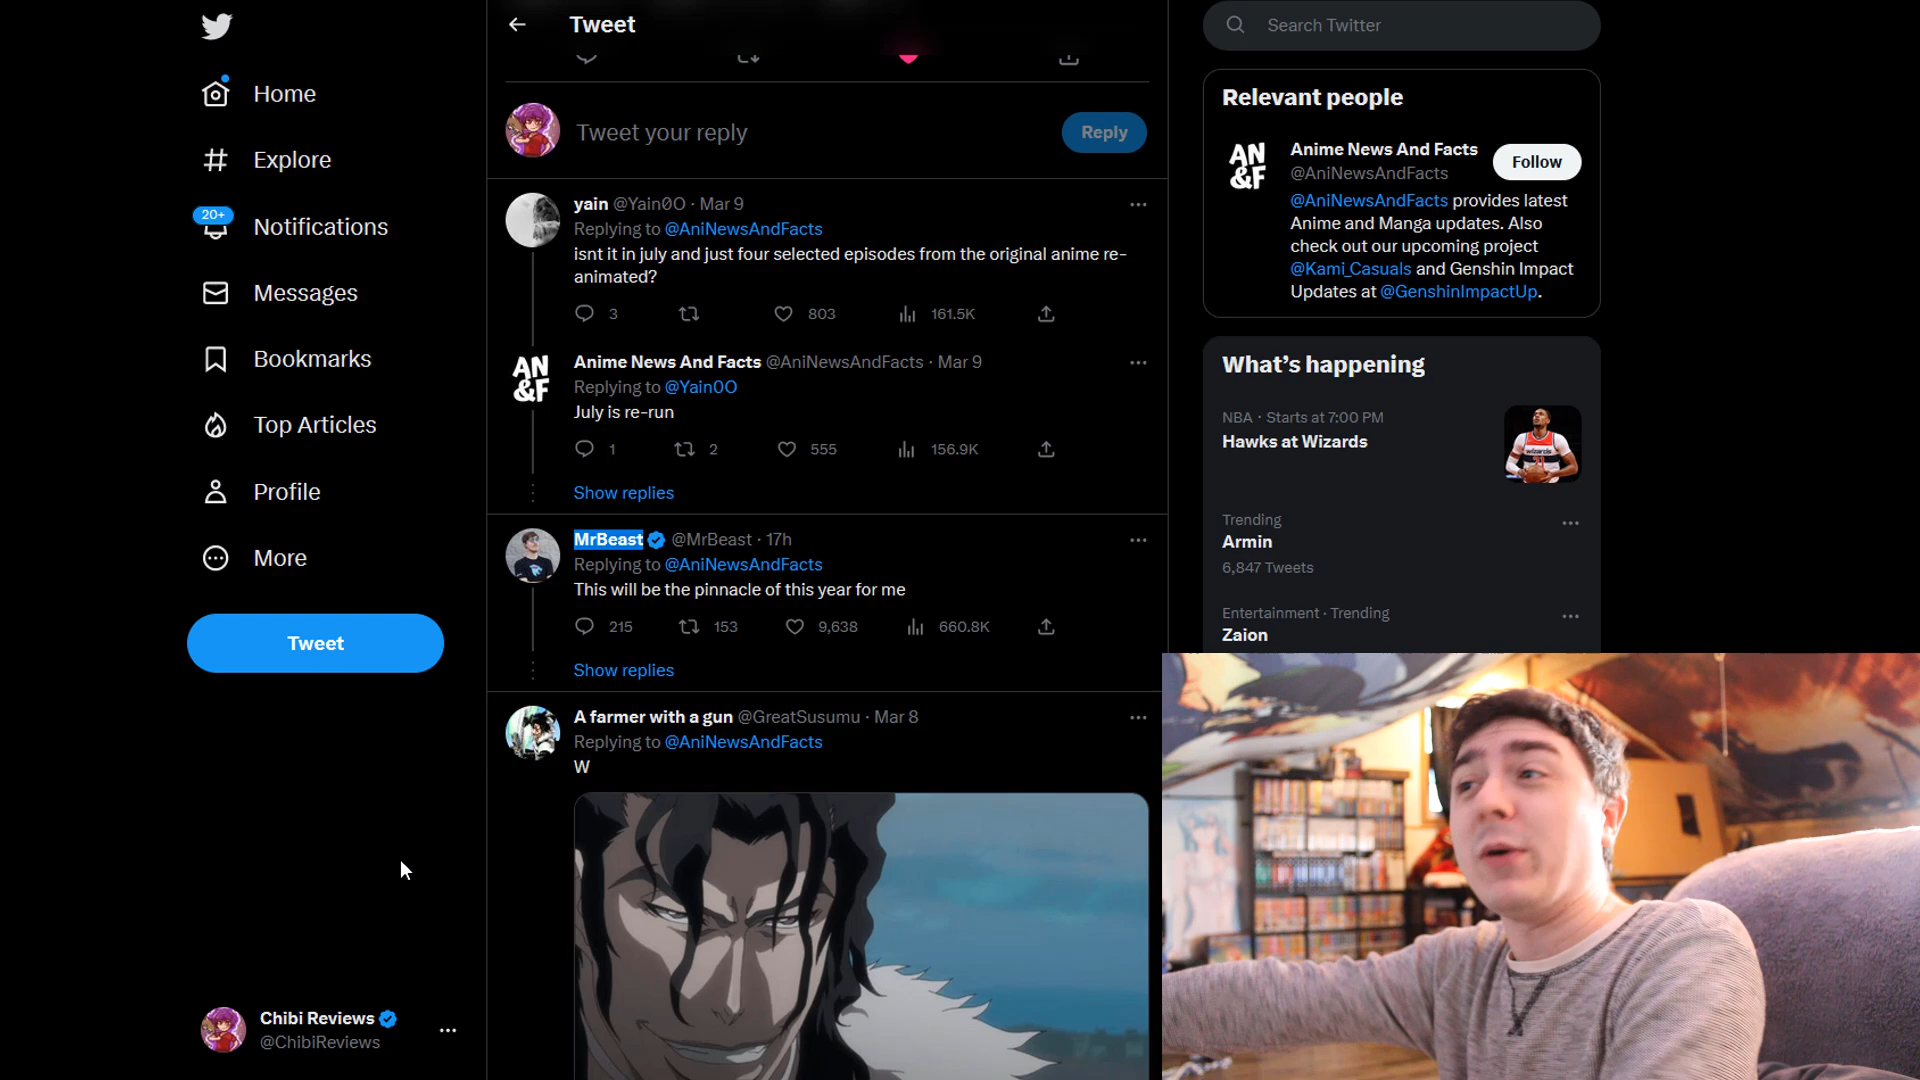 Home
Explore
20+
Notifications
Messages
Bookmarks
Top Articles
Profile
More
Tweet
Chibi Reviews
@ChibiReviews
Tweet
Tweet your reply
Reply
yain @Yain0O · Mar 9
Replying to @AniNewsAndFacts
isnt it in july and just four selected episodes from the original anime re-
animated?
3 803 161.5K
AN
&F
Anime News And Facts @AniNewsAndFacts · Mar 9
Replying to @Yain0O
July is re-run
1 2 555 156.9K
Show replies
MrBeast @MrBeast · 17h
Replying to @AniNewsAndFacts
This will be the pinnacle of this year for me
215 153 9,638 660.8K
Show replies
A farmer with a gun @GreatSusumu · Mar 8
Replying to @AniNewsAndFacts
W
Search Twitter
Relevant people
AN
&F
Anime News And Facts
@AniNewsAndFacts
Follow
@AniNewsAndFacts provides latest
Anime and Manga updates. Also
check out our upcoming project
@Kami_Casuals and Genshin Impact
Updates at @GenshinImpactUp.
What's happening
NBA · Starts at 7:00 PM
Hawks at Wizards
Trending
Armin
6,847 Tweets
Entertainment · Trending
Zaion